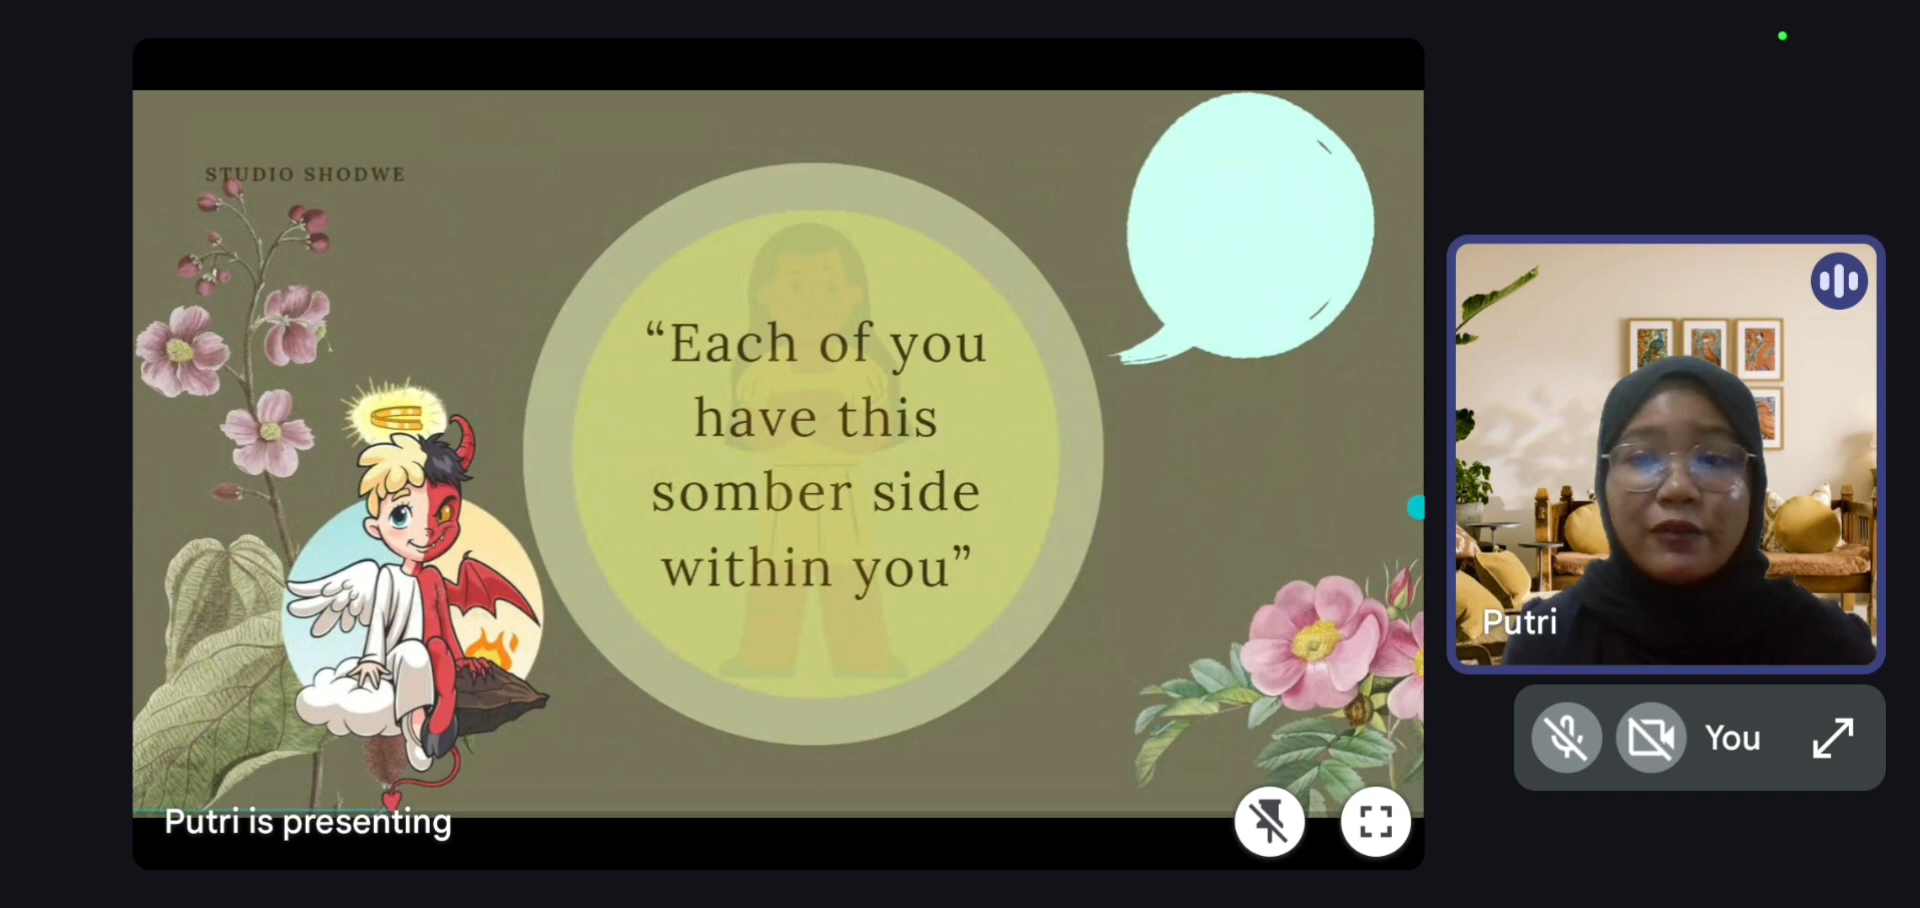 STUDIO SHODWE
“Each of you
have this
somber side
within you”
Putri is presenting
Putri
You